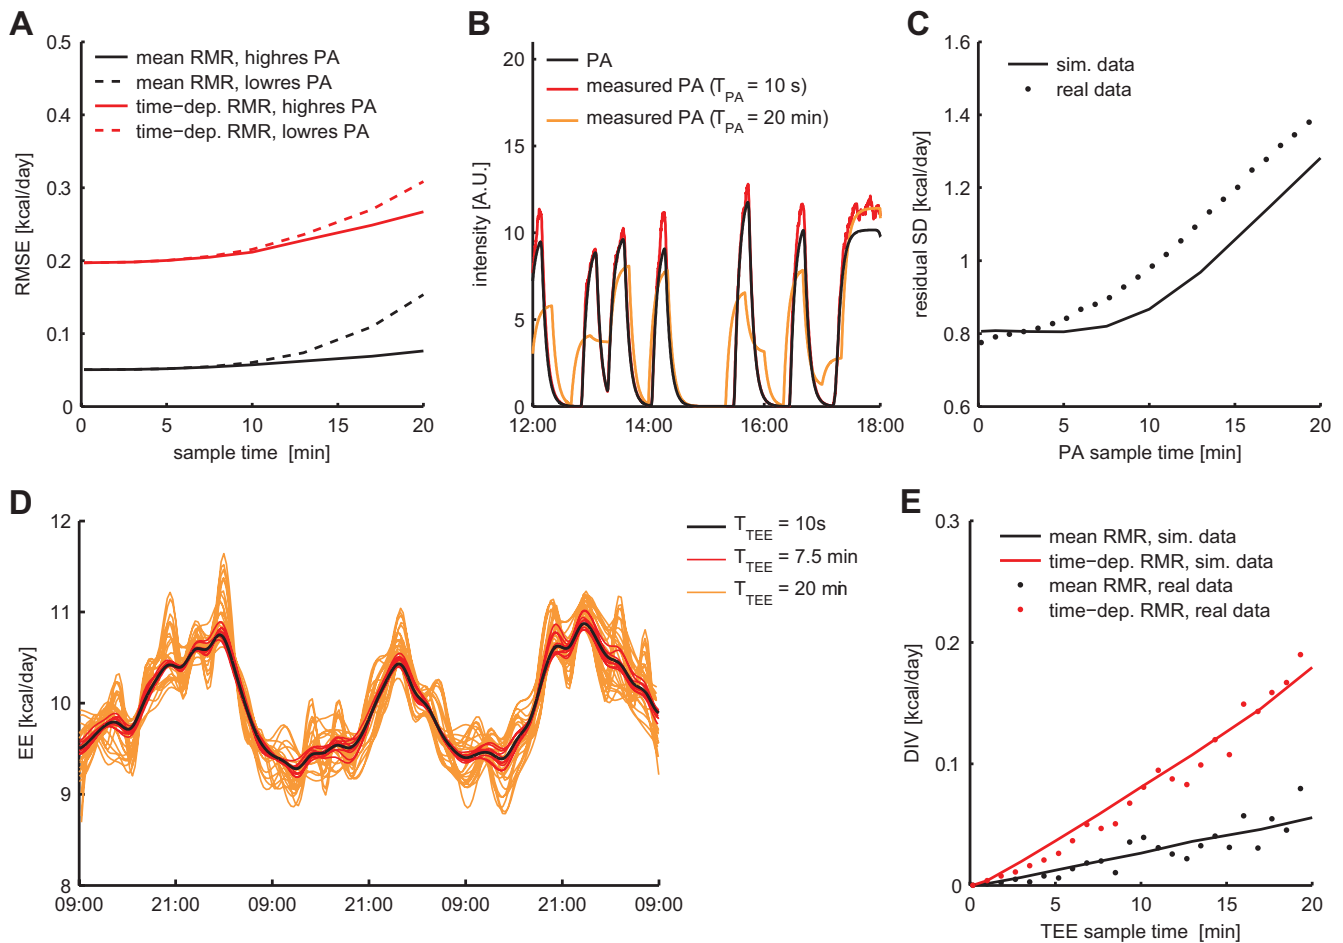 A
0.5
0.4
0.3
0.2
0.1
0
RMSE [kcal/day]
mean RMR, highres PA
mean RMR, lowres PA
time-dep. RMR, highres PA
time-dep. RMR, lowres PA
0 5 10 15 20
sample time [min]
B
20
15
10
5
0
intensity [A.U.]
PA
measured PA (T_PA = 10 s)
measured PA (T_PA = 20 min)
12:00 14:00 16:00 18:00
C
1.6
1.4
1.2
1
0.8
0.6
residual SD [kcal/day]
sim. data
real data
0 5 10 15 20
PA sample time [min]
D
12
11
10
9
8
EE [kcal/day]
T_TEE = 10s
T_TEE = 7.5 min
T_TEE = 20 min
09:00 21:00 09:00 21:00 09:00 21:00 09:00
E
0.3
0.2
0.1
0
DIV [kcal/day]
mean RMR, sim. data
time-dep. RMR, sim. data
mean RMR, real data
time-dep. RMR, real data
0 5 10 15 20
TEE sample time [min]